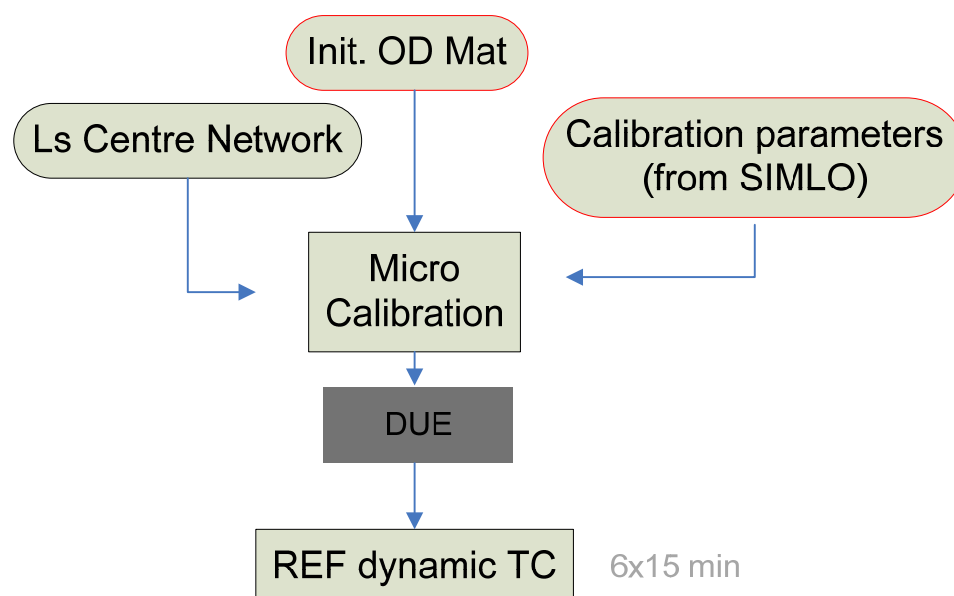 Init. OD Mat
Ls Centre Network
Calibration parameters
(from SIMLO)
Micro
Calibration
DUE
REF dynamic TC
6x15 min